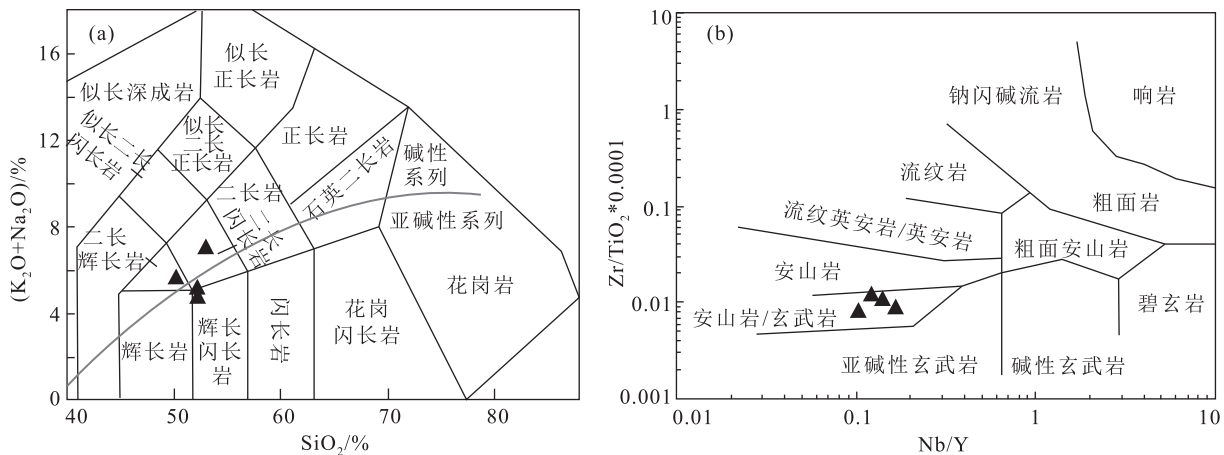 (a)
16
12
8
4
0
40
50
60
70
80
(K₂O+Na₂O)/%
SiO₂/%
似长深成岩
似长
正长岩
似长二长
闪长岩
似长
二长
正长岩
正长岩
二长岩
二长
闪长岩
石英二长岩
碱性
系列
亚碱性系列
二长
辉长岩
辉长岩
辉长
闪长岩
闪长岩
花岗
闪长岩
花岗岩
(b)
10
1
0.1
0.01
0.001
0.01
0.1
1
10
Zr/TiO₂*0.0001
Nb/Y
钠闪碱流岩
响岩
流纹岩
粗面岩
流纹英安岩/英安岩
粗面安山岩
安山岩
安山岩/玄武岩
碧玄岩
亚碱性玄武岩
碱性玄武岩